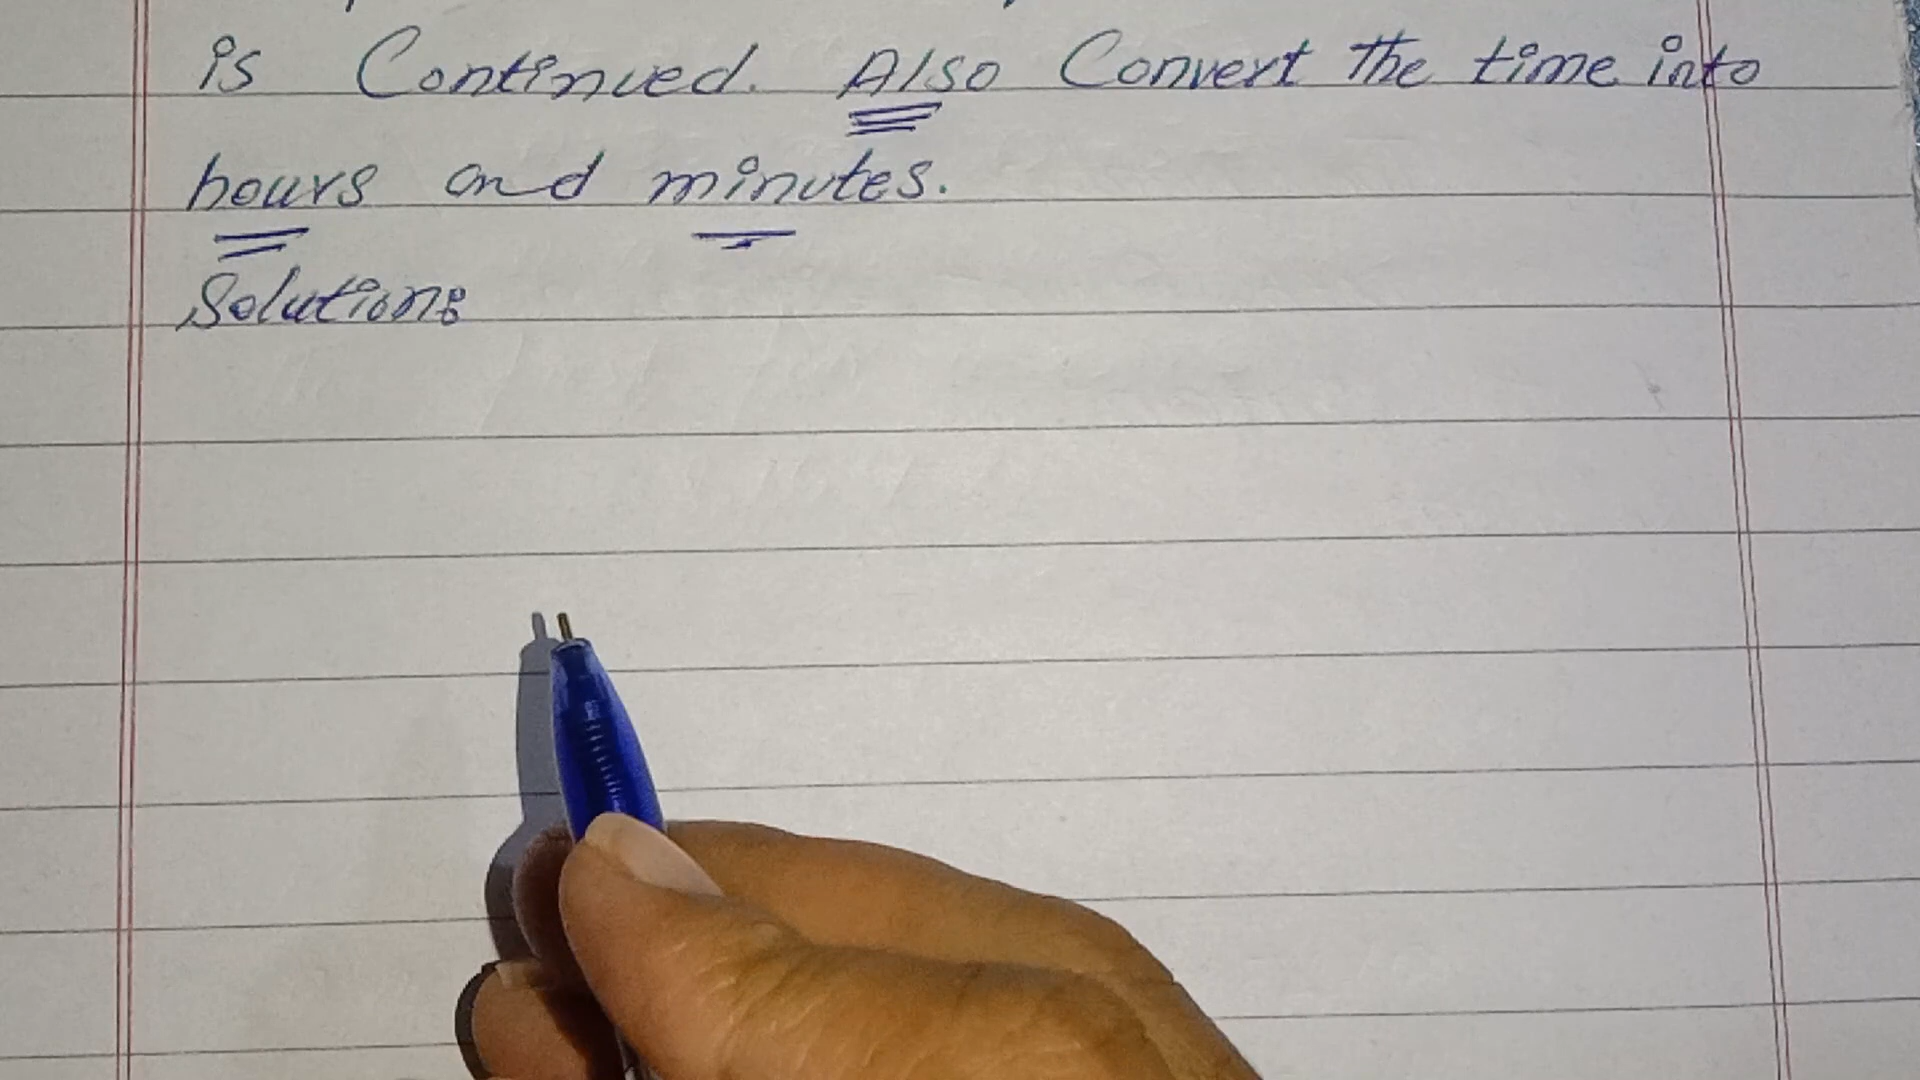 is Continued. Also Convert the time into
hours and minutes.
Solution: